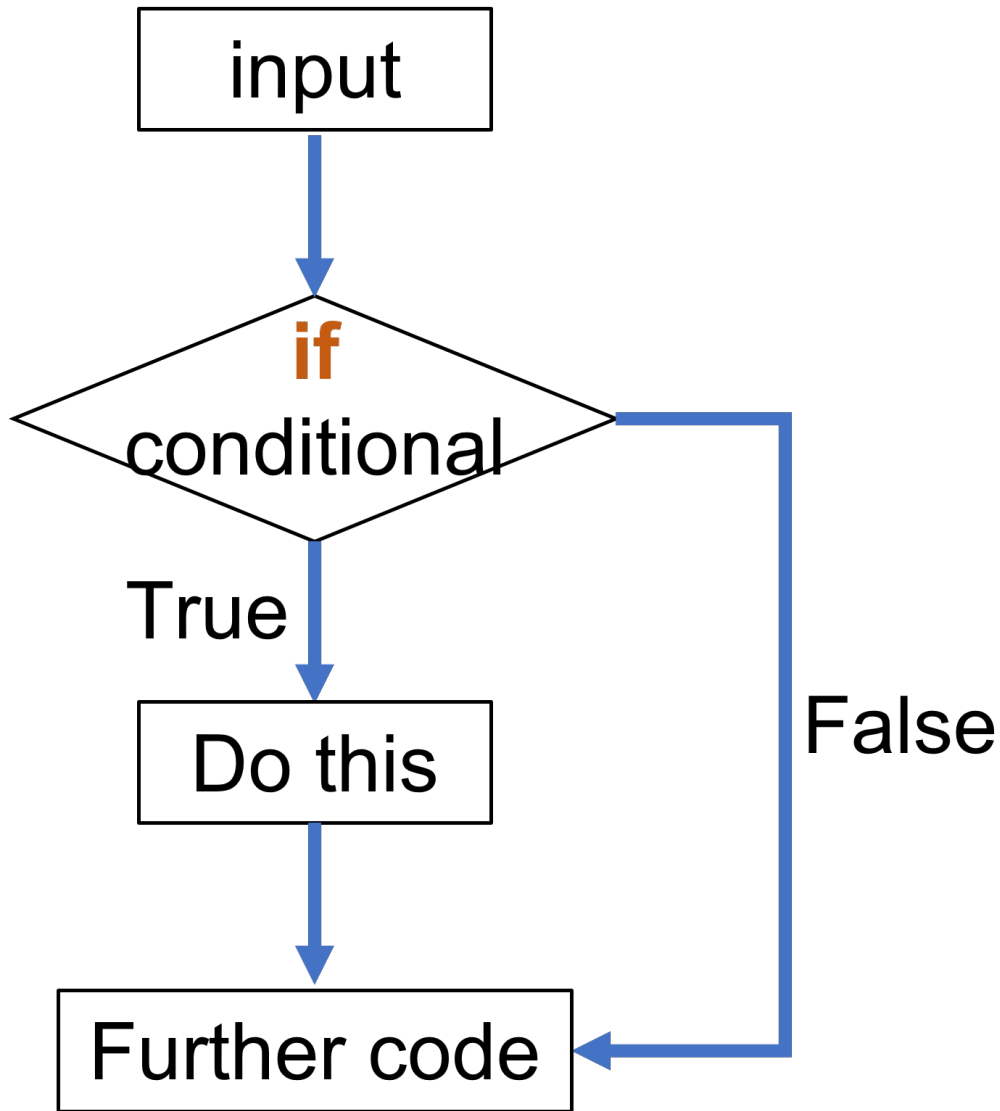 input
if
conditional
True
Do this
False
Further code